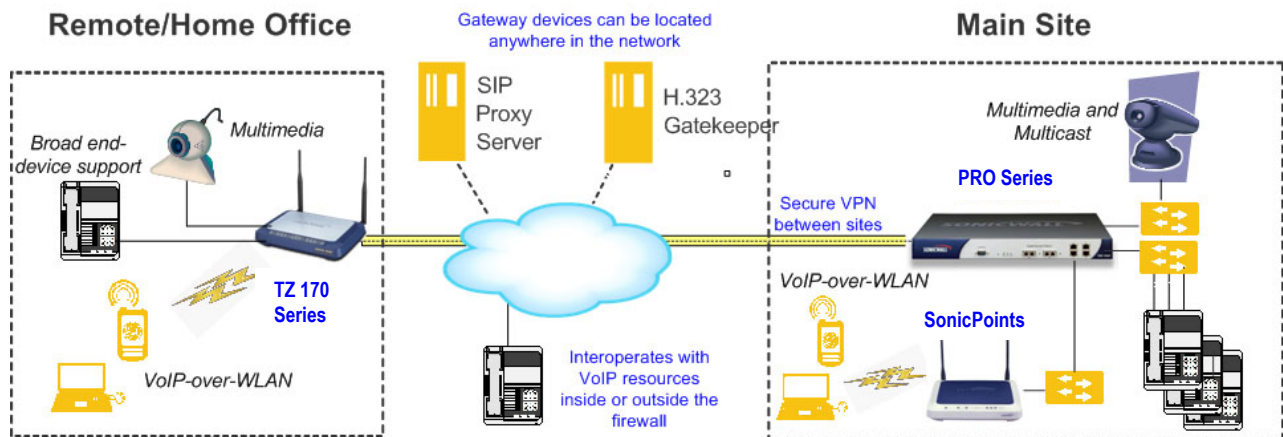 Remote/Home Office
Gateway devices can be located
anywhere in the network
Main Site
SIP
Proxy
Server
H.323
Gatekeeper
Broad end-
device support
Multimedia
TZ 170
Series
VoIP-over-WLAN
Interoperates with
VoIP resources
inside or outside the
firewall
Secure VPN
between sites
PRO Series
SONICWALL
SONICWALL
Multimedia and
Multicast
VoIP-over-WLAN
SonicPoints